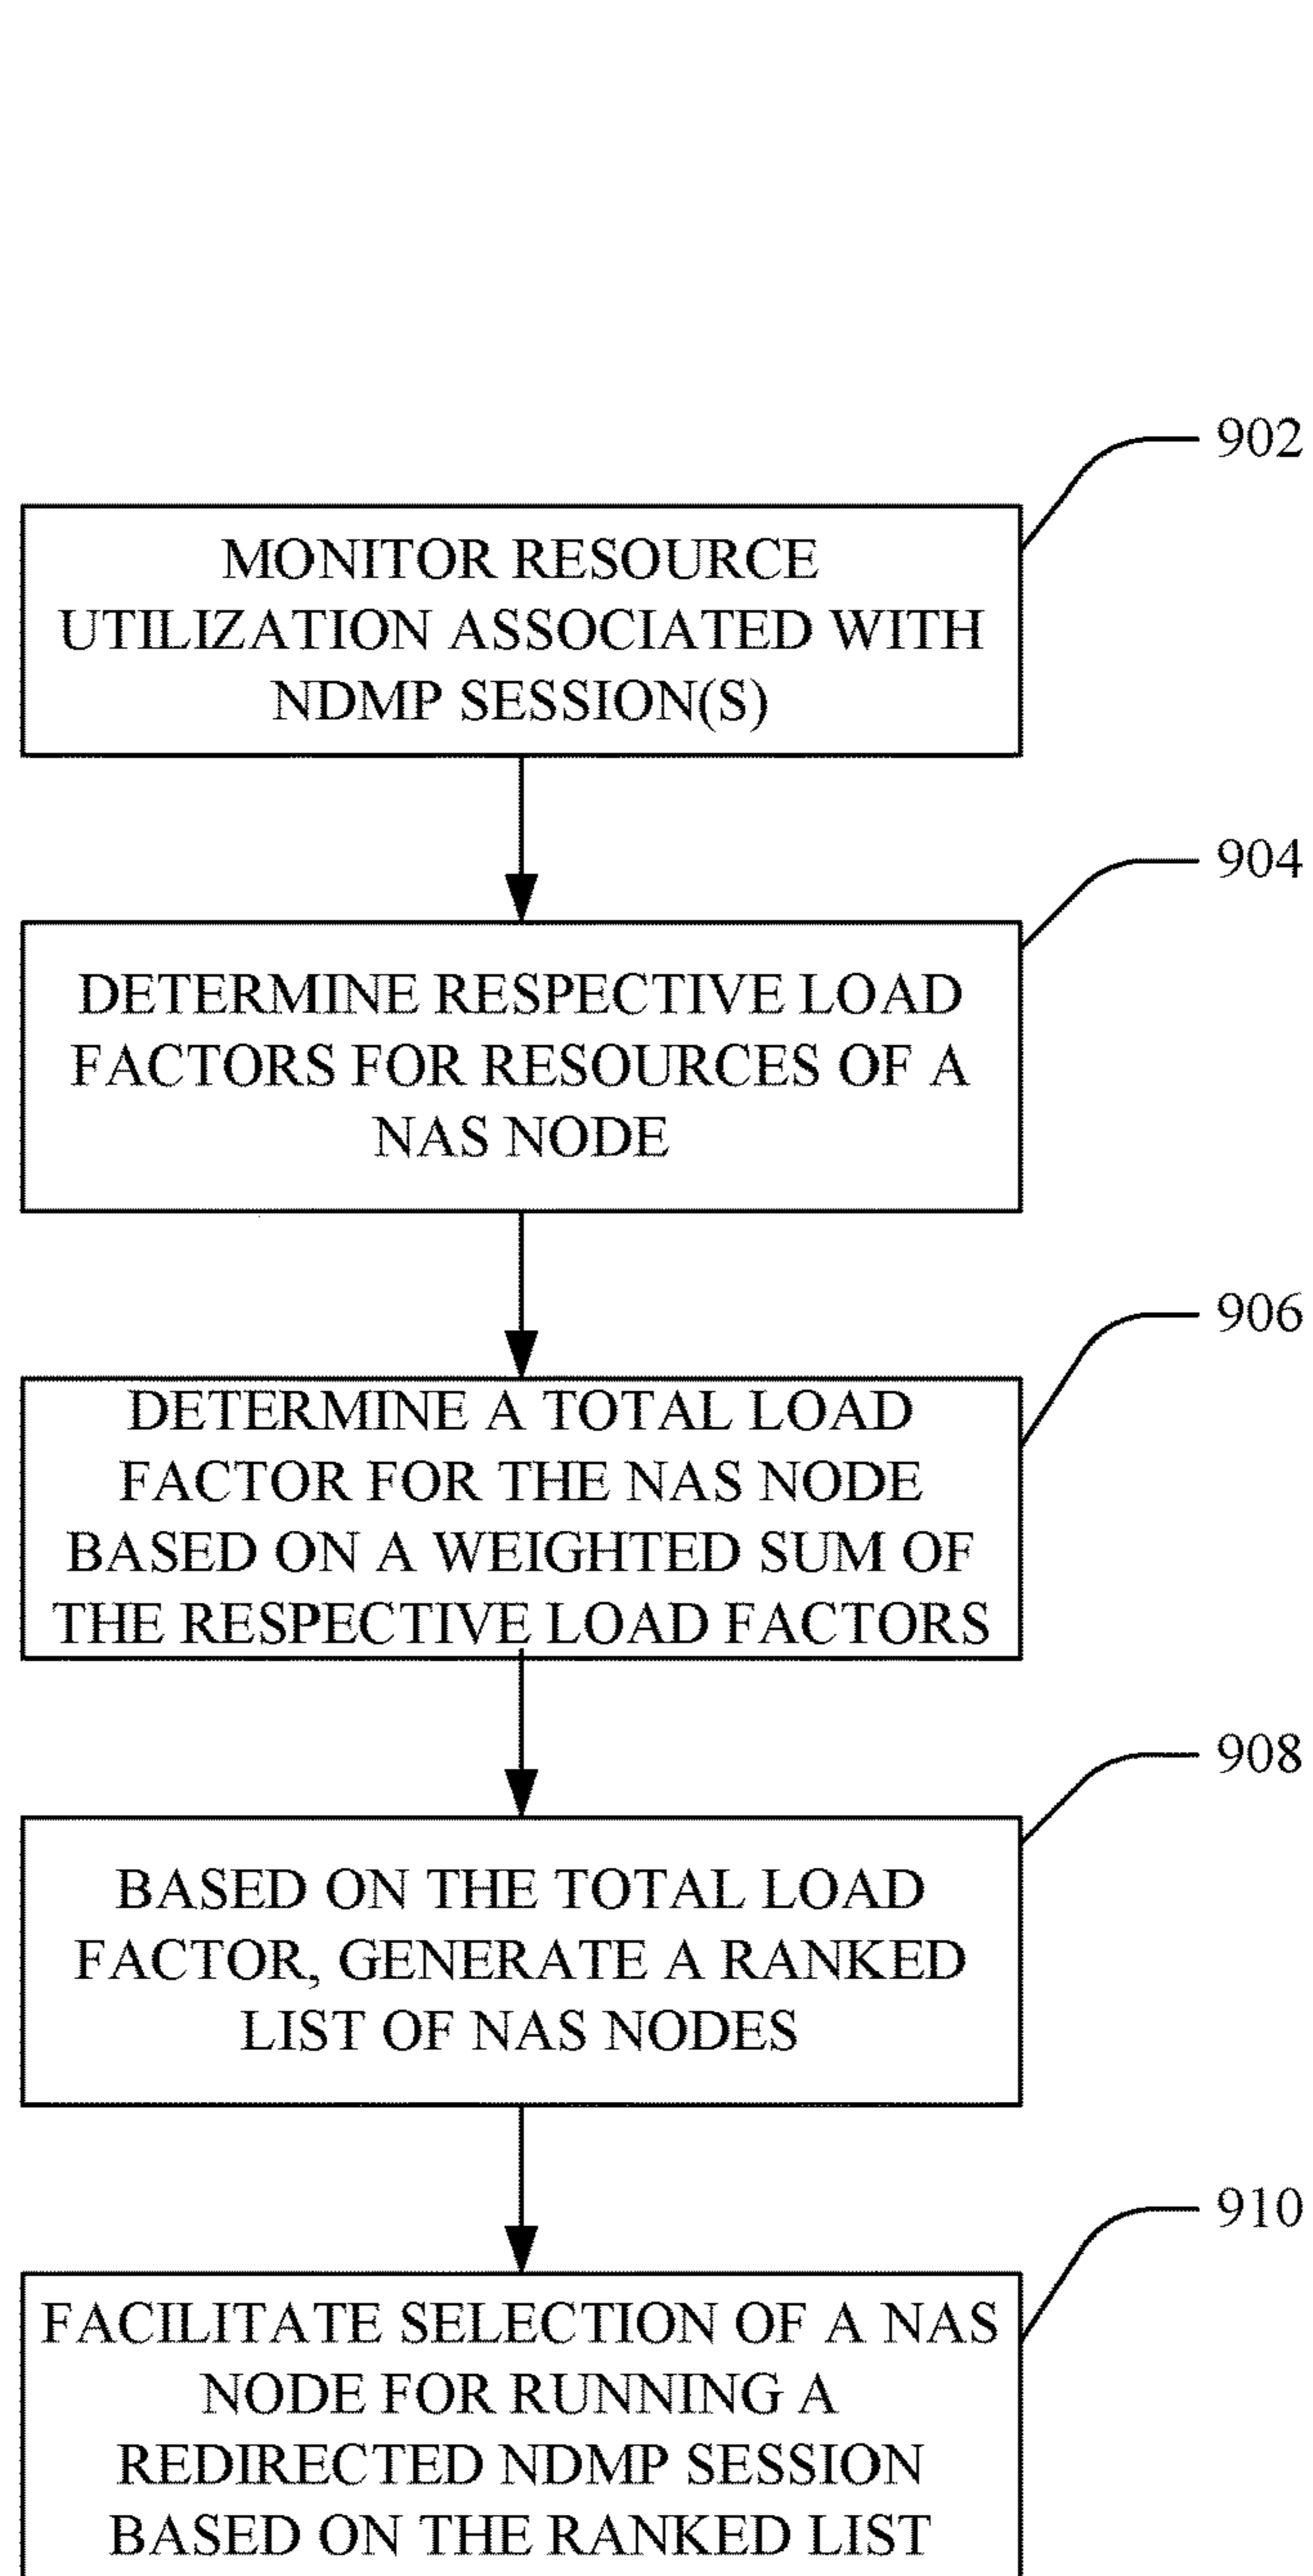 902
MONITOR RESOURCE
UTILIZATION ASSOCIATED WITH
NDMP SESSION(S)
904
DETERMINE RESPECTIVE LOAD
FACTORS FOR RESOURCES OF A
NAS NODE
906
DETERMINE A TOTAL LOAD
FACTOR FOR THE NAS NODE
BASED ON A WEIGHTED SUM OF
THE RESPECTIVE LOAD FACTORS
908
BASED ON THE TOTAL LOAD
FACTOR, GENERATE A RANKED
LIST OF NAS NODES
910
FACILITATE SELECTION OF A NAS
NODE FOR RUNNING A
REDIRECTED NDMP SESSION
BASED ON THE RANKED LIST